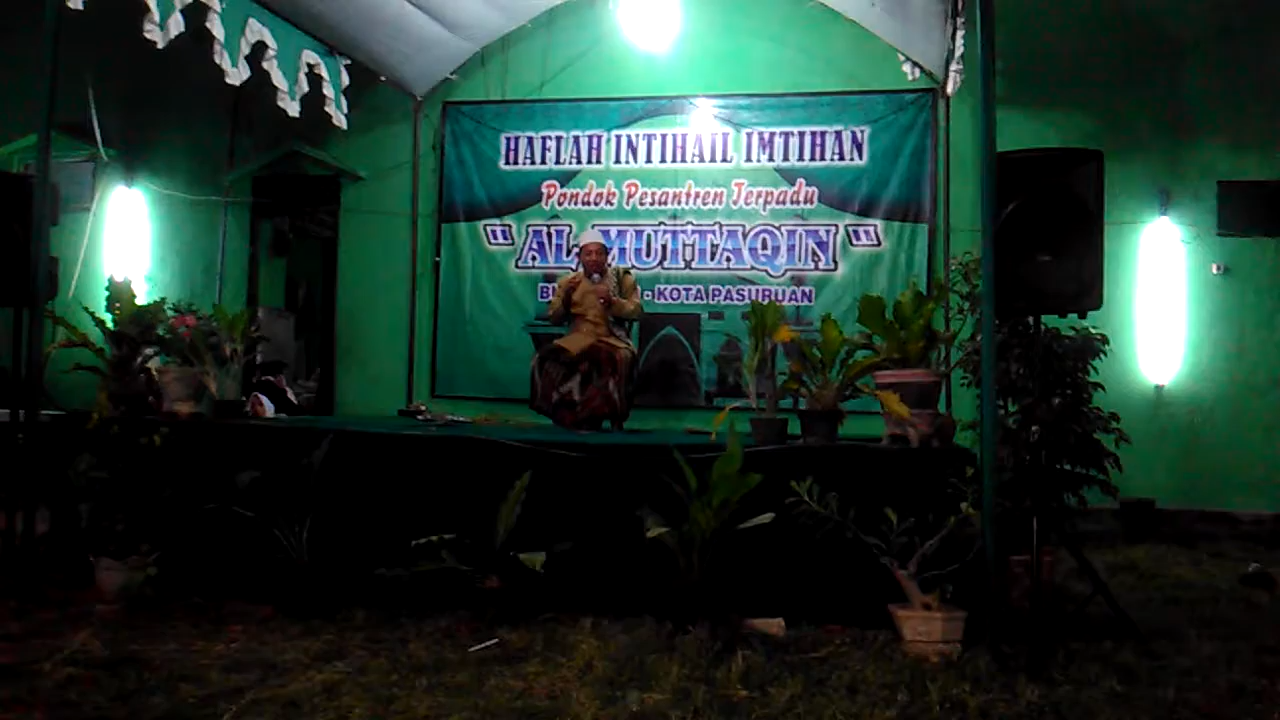 HAFLAH INTIHAIL IMTIHAN
Pondok Pesantren Terpadu
" AL-MUTTAQIN "
- KOTA PASURUAN